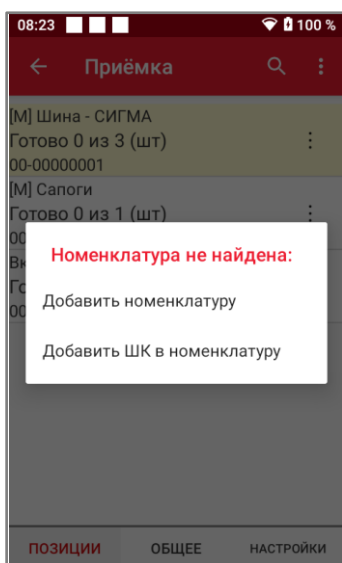 08:23 100 %
Приёмка
[М] Шина - СИГМА
Готово 0 из 3 (шт)
00-00000001
[М] Сапоги
Готово 0 из 1 (шт)
Номенклатура не найдена:
Добавить номенклатуру
Добавить ШК в номенклатуру
ПОЗИЦИИ ОБЩЕЕ НАСТРОЙКИ